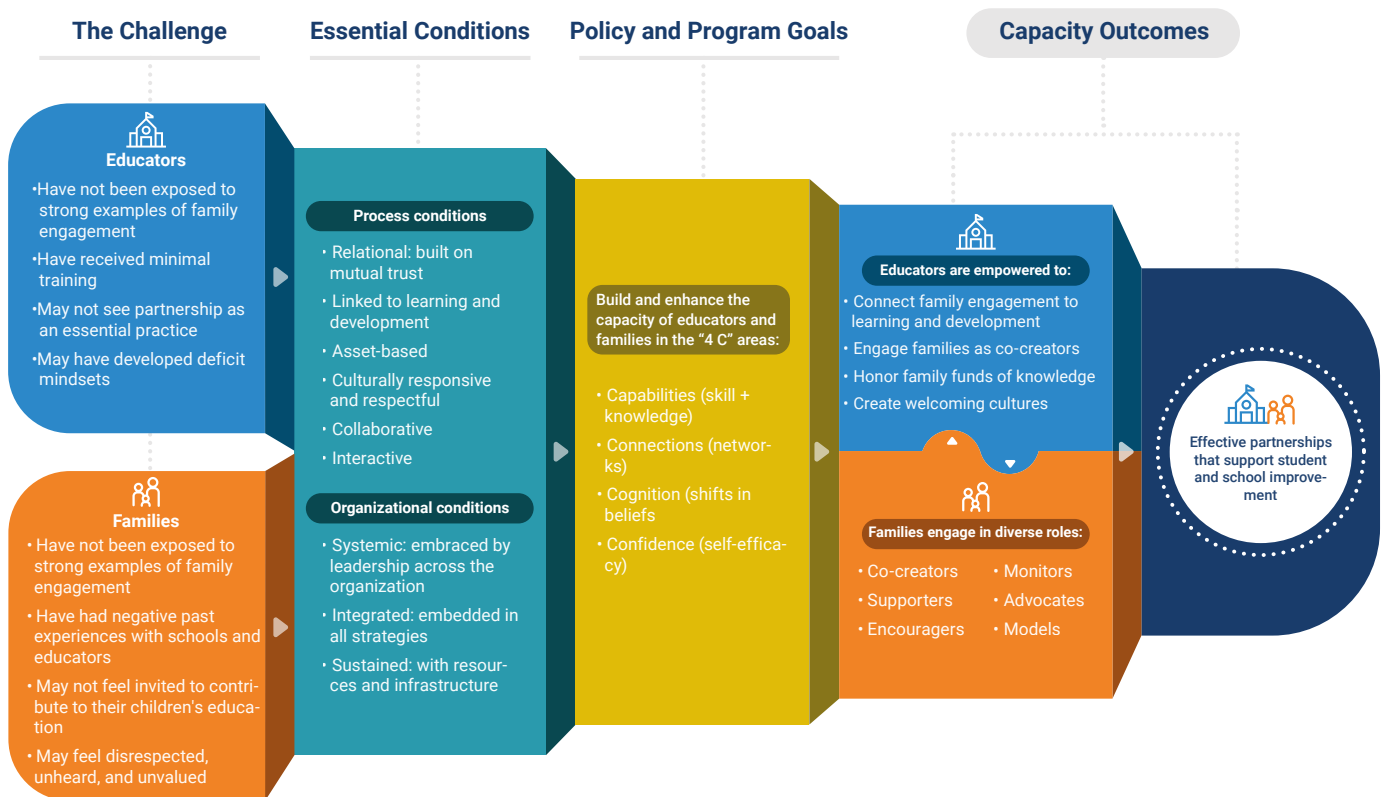 The Challenge
Essential Conditions
Policy and Program Goals
Capacity Outcomes
Educators
•Have not been exposed to
strong examples of family
engagement
•Have received minimal
training
•May not see partnership as
an essential practice
•May have developed deficit
mindsets
Families
• Have not been exposed to
strong examples of family
engagement
• Have had negative past
experiences with schools and
educators
• May not feel invited to contri-
bute to their children's educa-
tion
• May feel disrespected,
unheard, and unvalued
Process conditions
• Relational: built on
mutual trust
• Linked to learning and
development
• Asset-based
• Culturally responsive
and respectful
• Collaborative
• Interactive
Organizational conditions
• Systemic: embraced by
leadership across the
organization
• Integrated: embedded in
all strategies
• Sustained: with resour-
ces and infrastructure
Build and enhance the
capacity of educators and
families in the “4 C” areas:
• Capabilities (skill +
knowledge)
• Connections (networ-
ks)
• Cognition (shifts in
beliefs
• Confidence (self-effica-
cy)
Educators are empowered to:
• Connect family engagement to
learning and development
• Engage families as co-creators
• Honor family funds of knowledge
• Create welcoming cultures
Families engage in diverse roles:
• Co-creators
• Supporters
• Encouragers
• Monitors
• Advocates
• Models
Effective partnerships
that support student
and school improve-
ment